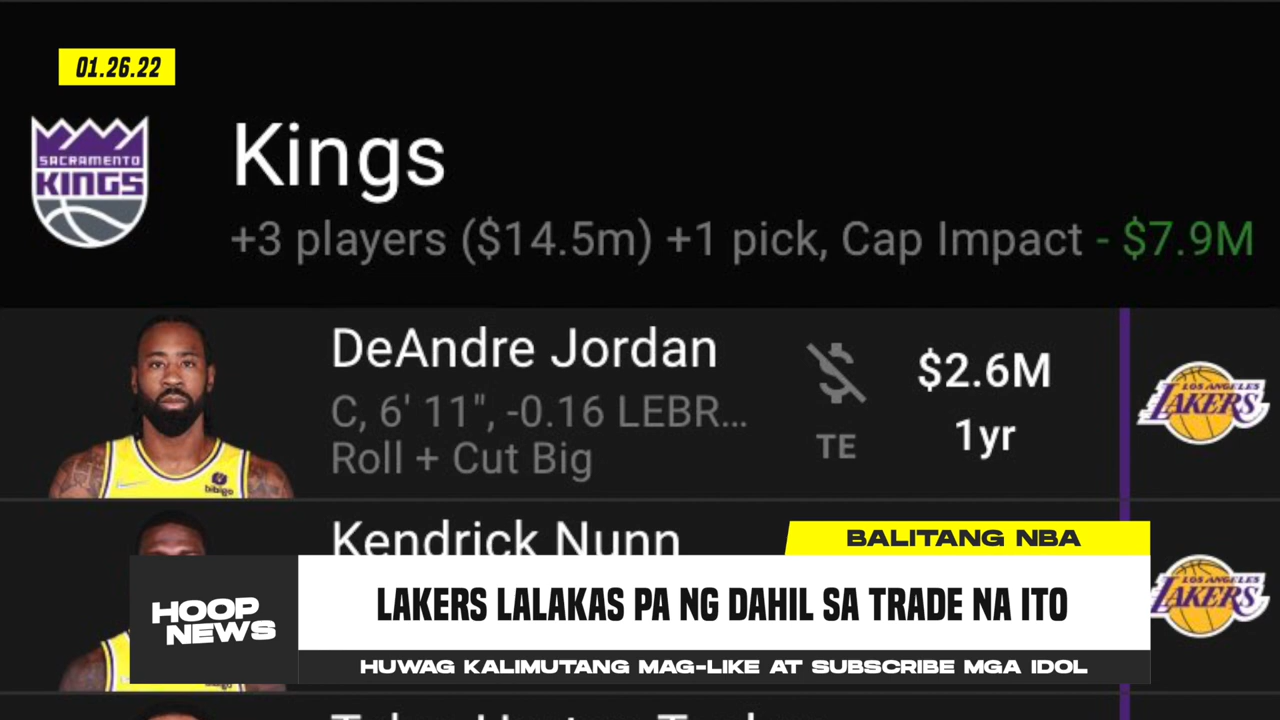 01.26.22
SACRAMENTO
KINGS
Kings
+3 players ($14.5m) +1 pick, Cap Impact - $7.9M
DeAndre Jordan
$2.6M
C, 6' 11", -0.16 LEBR...
1yr
Roll + Cut Big
TE
bibigo
LOS ANGELES
LAKERS
Kendrick Nunn
BALITANG NBA
LOS ANGELES
LAKERS
HOOP
NEWS
LAKERS LALAKAS PA NG DAHIL SA TRADE NA ITO
HUWAG KALIMUTANG MAG-LIKE AT SUBSCRIBE MGA IDOL